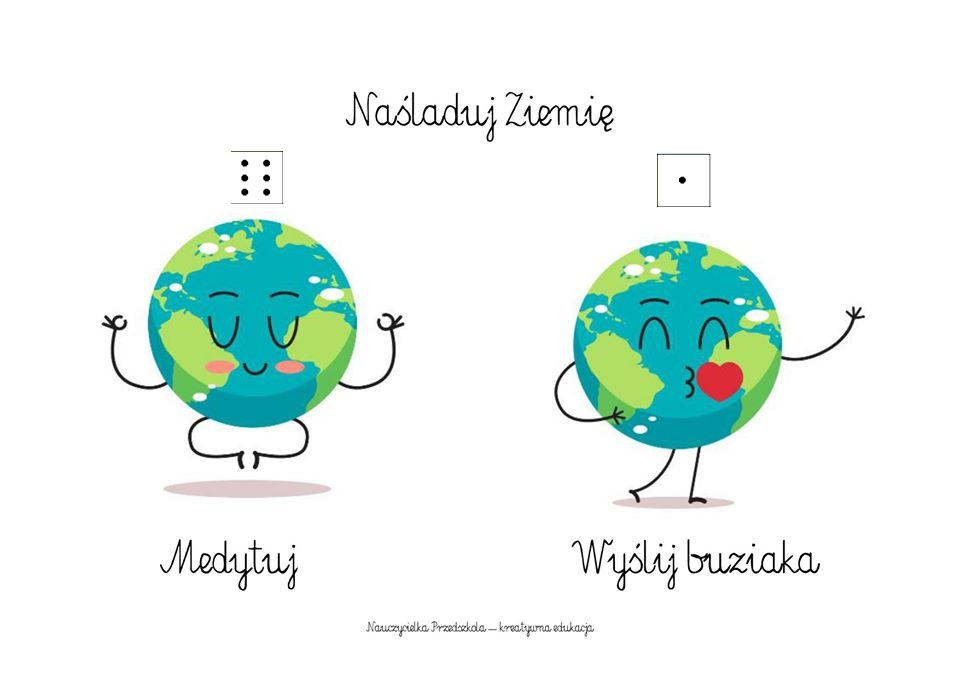 Naśladuj Ziemię
Medytuj
Wyślij buziaka
Nauczycielka Przedszkola – kreatywna edukacja